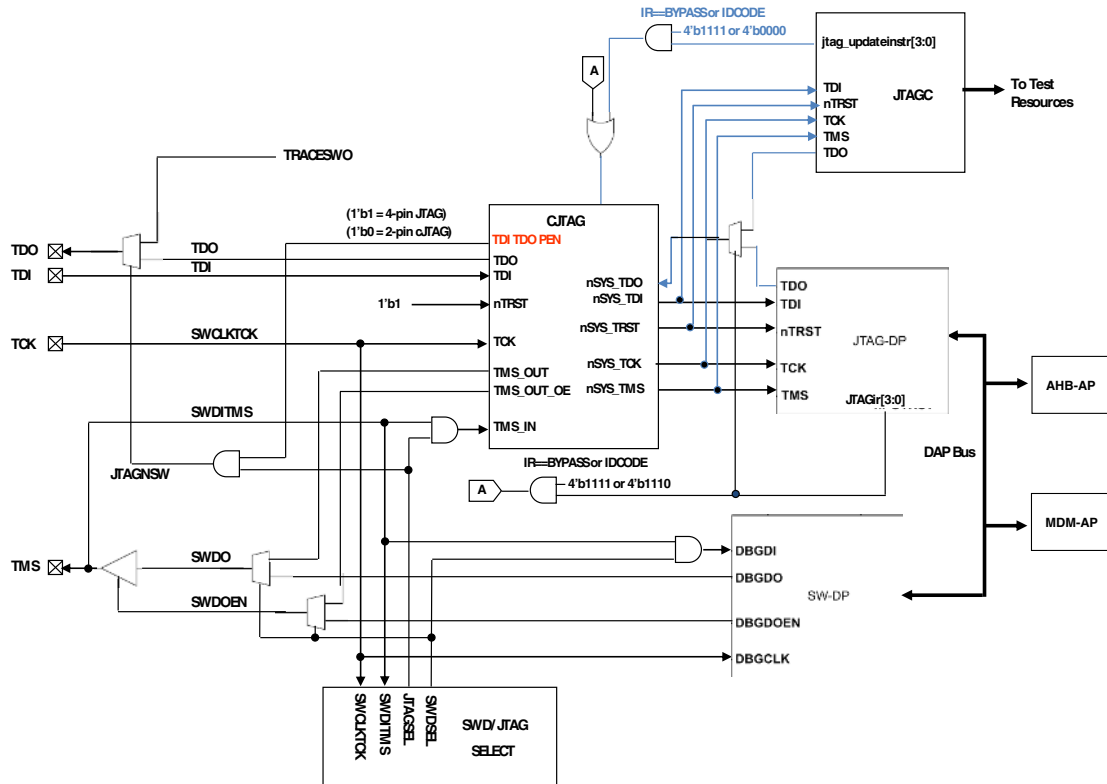 IR==BYPASS or IDCODE
4'b1111 or 4'b0000
jtag_updateinstr[3:0]
A
JTAGC
TDI
nTRST
TCK
TMS
TDO
To Test
Resources
TRACESWO
(1'b1 = 4-pin JTAG)
(1'b0 = 2-pin cJTAG)
CJTAG
TDI TDO PEN
TDO
TDO
TDO
TDI
TDI
TDI
1'b1
nTRST
TCK
SWCLKTCK
TCK
TMS_OUT
TMS_OUT_OE
SWDITMS
TMS_IN
nSYS_TDO
nSYS_TDI
nSYS_TRST
nSYS_TCK
nSYS_TMS
TDO
TDI
nTRST
JTAG-DP
TCK
TMS
JTAGir[3:0]
AHB-AP
DAP Bus
MDM-AP
JTAGNSW
IR==BYPASS or IDCODE
4'b1111 or 4'b1110
A
TMS
SWDO
SWDOEN
DBGDI
DBGDO
SW-DP
DBGDOEN
DBGCLK
SWCLKTCK
SWDITMS
JTAGSEL
SWDSEL
SWD/JTAG
SELECT